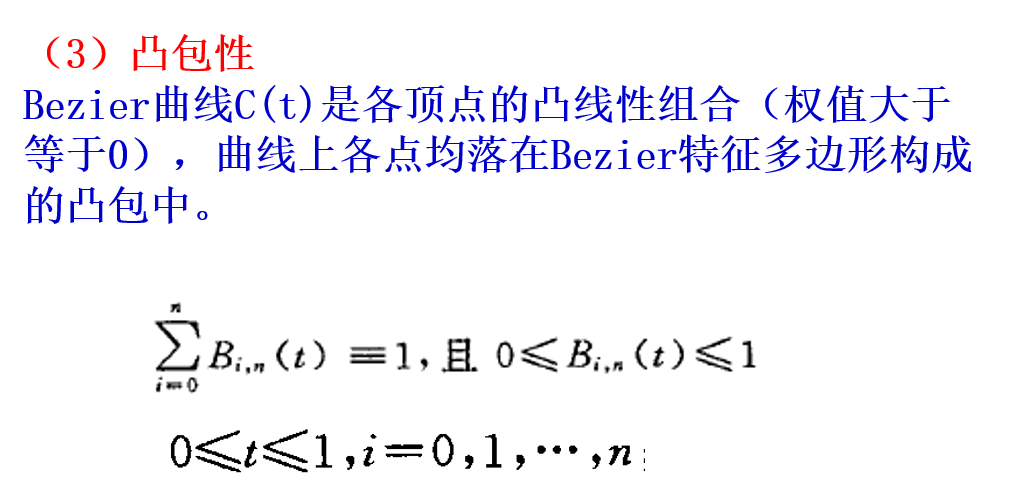 （3）凸包性
Bezier曲线C(t)是各顶点的凸线性组合（权值大于
等于0），曲线上各点均落在Bezier特征多边形构成
的凸包中。
\sum_{i=0}^{n} B_{i,n}(t) ≡ 1，且 0≤B_{i,n}(t)≤1
0≤t≤1,i=0,1,⋯,n